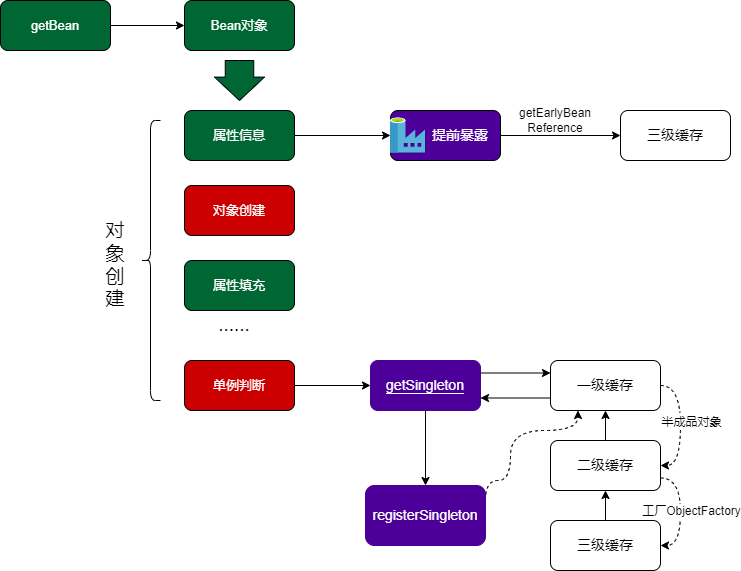 getBean
Bean对象
属性信息
提前暴露
getEarlyBean
Reference
三级缓存
对象创建
对象创建
属性填充
······
单例判断
getSingleton
一级缓存
半成品对象
二级缓存
registerSingleton
工厂ObjectFactory
三级缓存